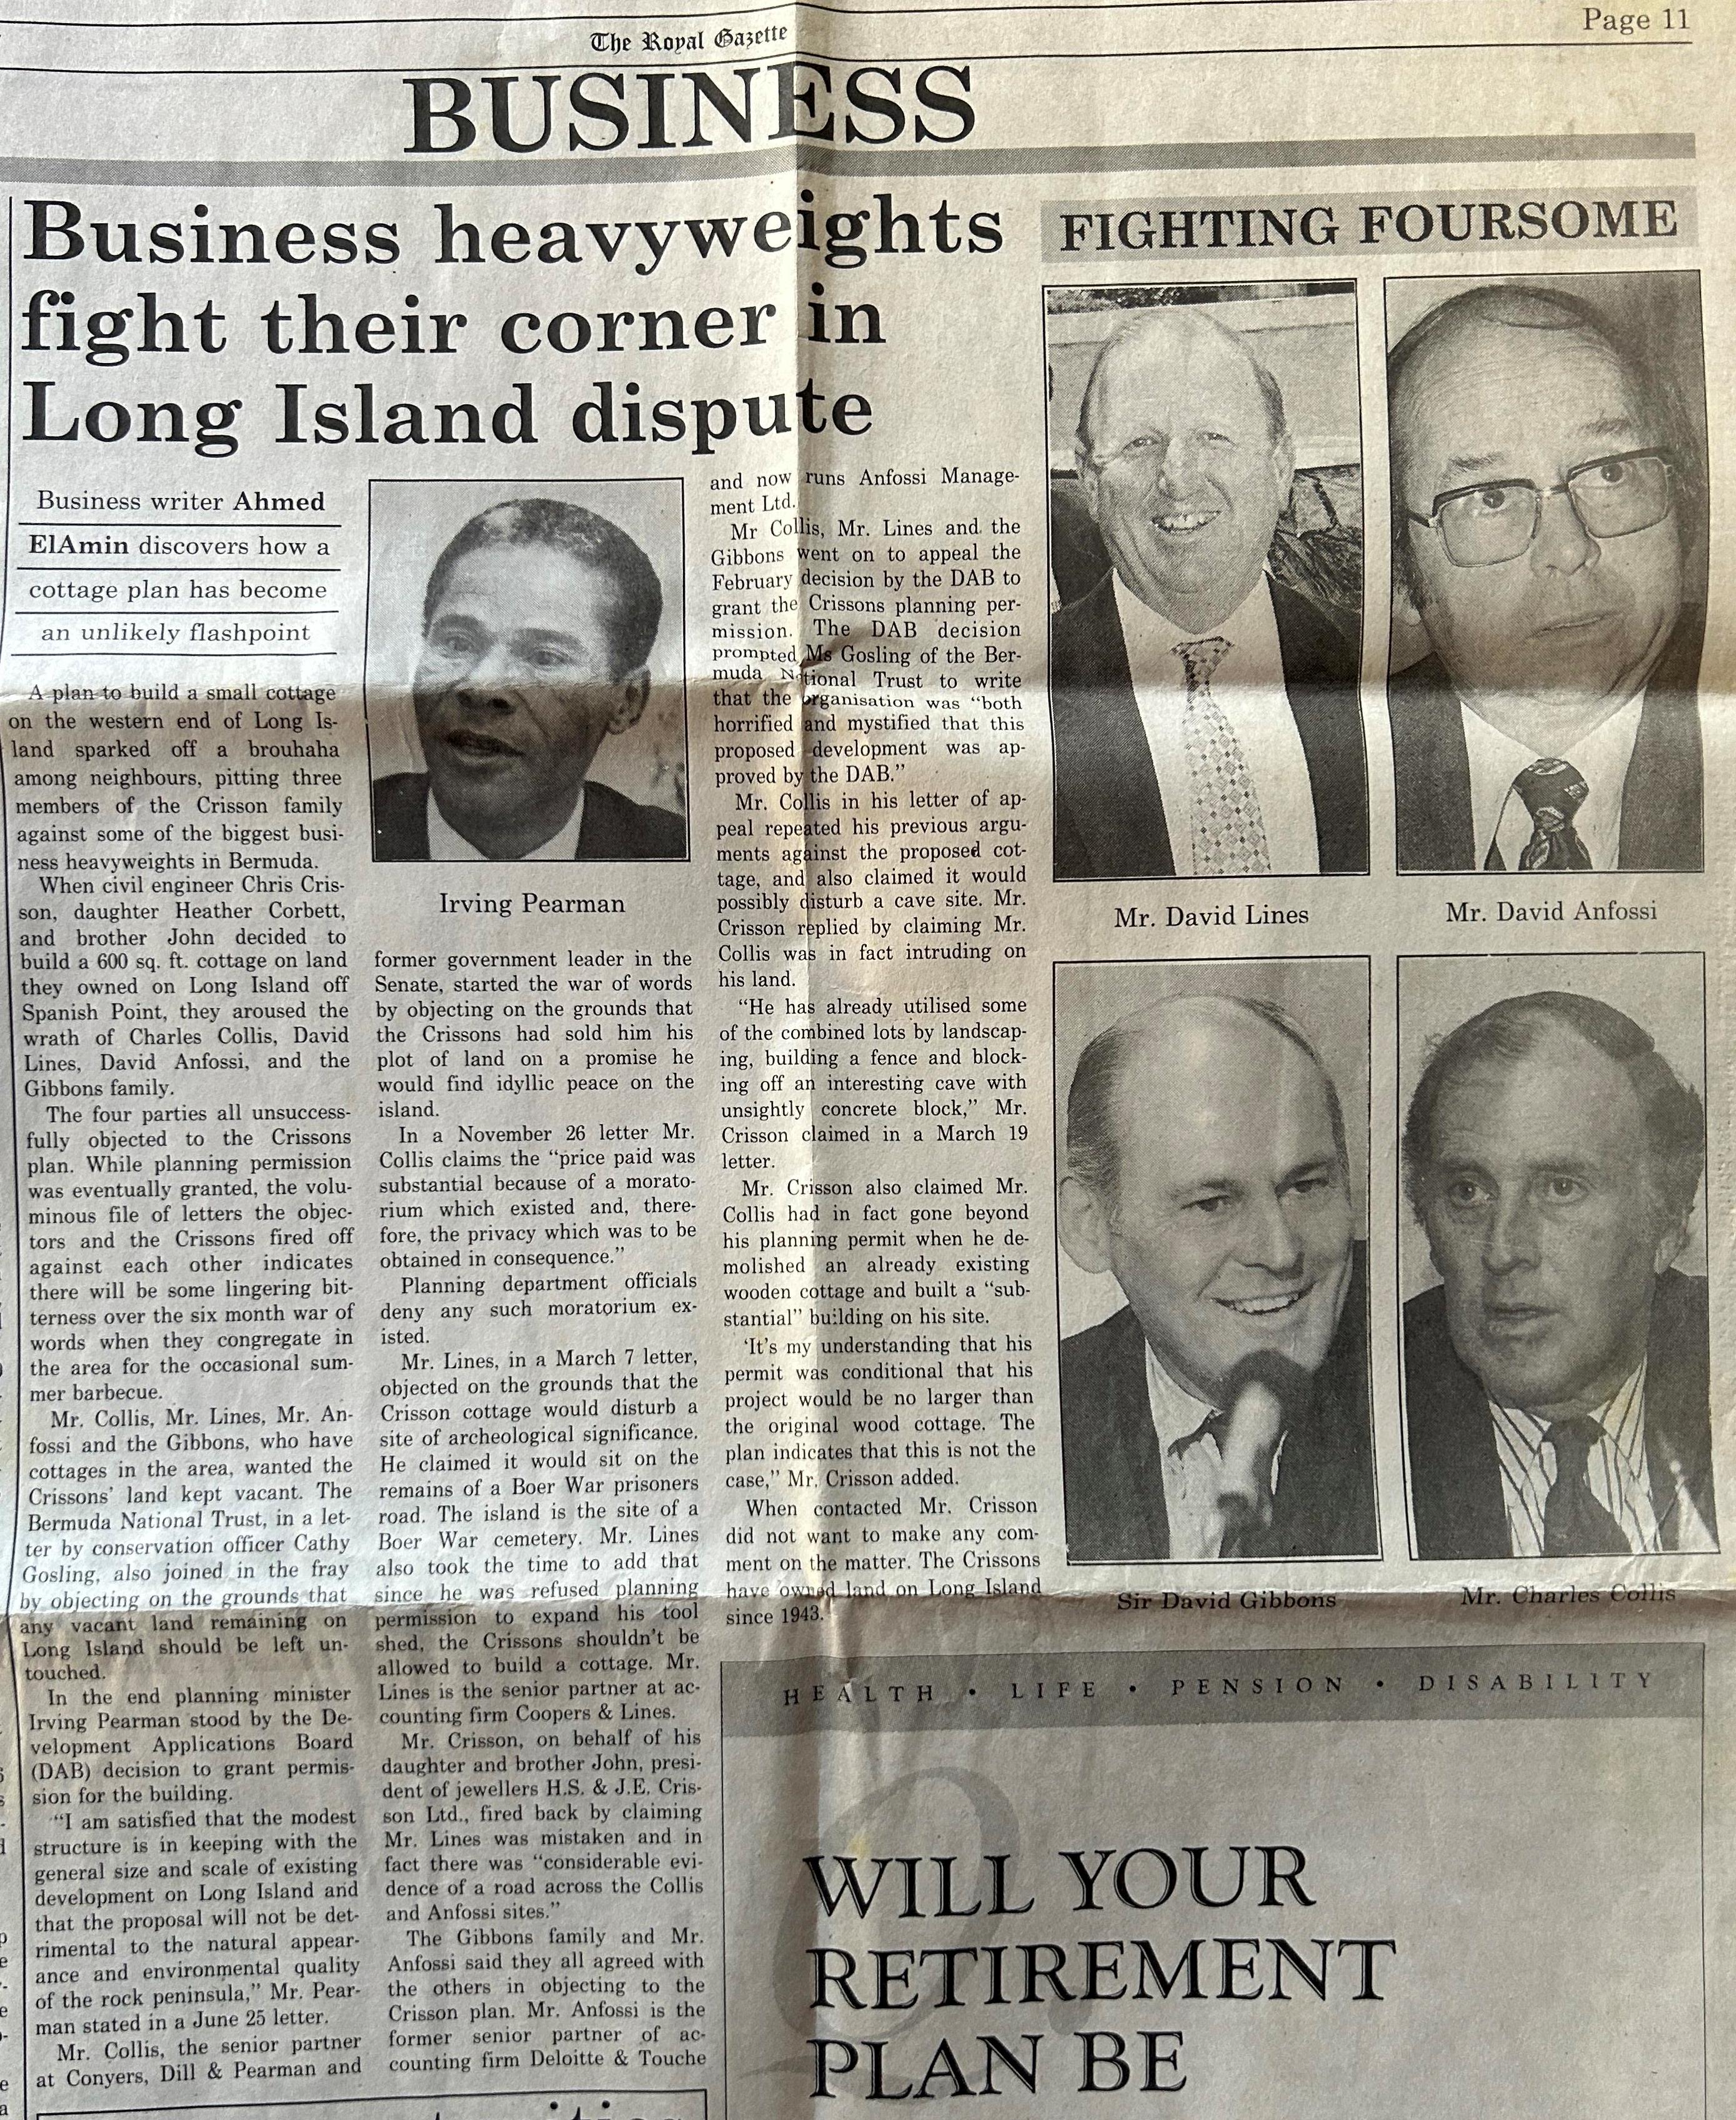 The Royal Gazette
Page 11
BUSINESS
Business heavyweights
fight their corner in
Long Island dispute
Business writer Ahmed
ElAmin discovers how a
cottage plan has become
an unlikely flashpoint
A plan to build a small cottage
on the western end of Long Is-
land sparked off a brouhaha
among neighbours, pitting three
members of the Crisson family
against some of the biggest busi-
ness heavyweights in Bermuda.
When civil engineer Chris Cris-
son, daughter Heather Corbett,
and brother John decided to
build a 600 sq. ft. cottage on land
they owned on Long Island off
Spanish Point, they aroused the
wrath of Charles Collis, David
Lines, David Anfossi, and the
Gibbons family.
The four parties all unsuccess-
fully objected to the Crissons
plan. While planning permission
was eventually granted, the volu-
minous file of letters the objec-
tors and the Crissons fired off
against each other indicates
there will be some lingering bit-
terness over the six month war of
words when they congregate in
the area for the occasional sum-
mer barbecue.
Mr. Collis, Mr. Lines, Mr. An-
fossi and the Gibbons, who have
cottages in the area, wanted the
Crissons' land kept vacant. The
Bermuda National Trust, in a let-
ter by conservation officer Cathy
Gosling, also joined in the fray
by objecting on the grounds that
any vacant land remaining on
Long Island should be left un-
touched.
In the end planning minister
Irving Pearman stood by the De-
velopment Applications Board
(DAB) decision to grant permis-
sion for the building.
"I am satisfied that the modest
structure is in keeping with the
general size and scale of existing
development on Long Island and
that the proposal will not be det-
rimental to the natural appear-
ance and environmental quality
of the rock peninsula," Mr. Pear-
man stated in a June 25 letter.
Mr. Collis, the senior partner
at Conyers, Dill & Pearman and
Irving Pearman
former government leader in the
Senate, started the war of words
by objecting on the grounds that
the Crissons had sold him his
plot of land on a promise he
would find idyllic peace on the
island.
In a November 26 letter Mr.
Collis claims the "price paid was
substantial because of a morato-
rium which existed and, there-
fore, the privacy which was to be
obtained in consequence."
Planning department officials
deny any such moratorium ex-
isted.
Mr. Lines, in a March 7 letter,
objected on the grounds that the
Crisson cottage would disturb a
site of archeological significance.
He claimed it would sit on the
remains of a Boer War prisoners
road. The island is the site of a
Boer War cemetery. Mr. Lines
also took the time to add that
since he was refused planning
permission to expand his tool
shed, the Crissons shouldn't be
allowed to build a cottage. Mr.
Lines is the senior partner at ac-
counting firm Coopers & Lines.
Mr. Crisson, on behalf of his
daughter and brother John, presi-
dent of jewellers H.S. & J.E. Cris-
son Ltd., fired back by claiming
Mr. Lines was mistaken and in
fact there was "considerable evi-
dence of a road across the Collis
and Anfossi sites."
The Gibbons family and Mr.
Anfossi said they all agreed with
the others in objecting to the
Crisson plan. Mr. Anfossi is the
former senior partner of ac-
counting firm Deloitte & Touche
and now runs Anfossi Manage-
ment Ltd.
Mr Collis, Mr. Lines and the
Gibbons went on to appeal the
February decision by the DAB to
grant the Crissons planning per-
mission. The DAB decision
prompted Ms Gosling of the Ber-
muda National Trust to write
that the organisation was "both
horrified and mystified that this
proposed development was ap-
proved by the DAB."
Mr. Collis in his letter of ap-
peal repeated his previous argu-
ments against the proposed cot-
tage, and also claimed it would
possibly disturb a cave site. Mr.
Crisson replied by claiming Mr.
Collis was in fact intruding on
his land.
"He has already utilised some
of the combined lots by landscap-
ing, building a fence and block-
ing off an interesting cave with
unsightly concrete block," Mr.
Crisson claimed in a March 19
letter.
Mr. Crisson also claimed Mr.
Collis had in fact gone beyond
his planning permit when he de-
molished an already existing
wooden cottage and built a "sub-
stantial" building on his site.
'It's my understanding that his
permit was conditional that his
project would be no larger than
the original wood cottage. The
plan indicates that this is not the
case," Mr. Crisson added.
When contacted Mr. Crisson
did not want to make any com-
ment on the matter. The Crissons
have owned land on Long Island
since 1943.
FIGHTING FOURSOME
Mr. David Lines
Mr. David Anfossi
Sir David Gibbons
Mr. Charles Collis
HEALTH • LIFE • PENSION • DISABILITY
WILL YOUR
RETIREMENT
PLAN BE